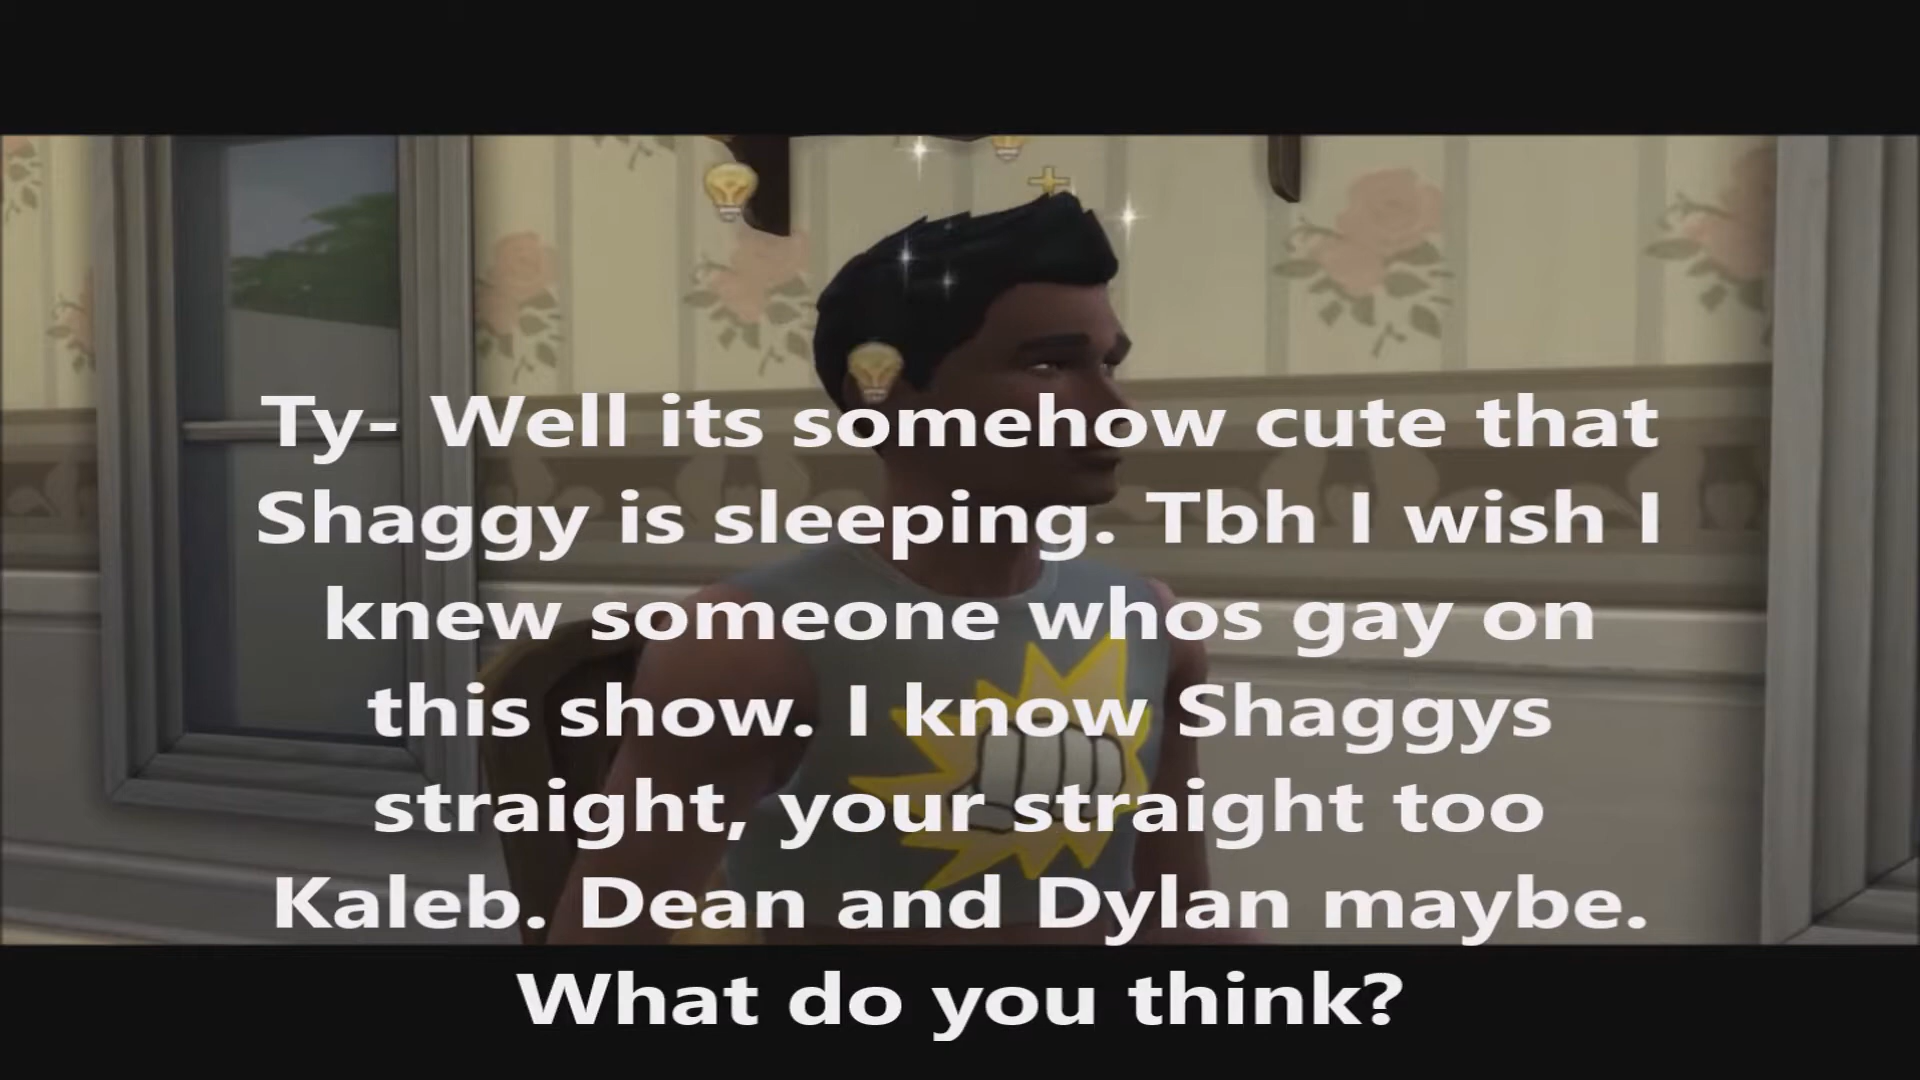 Ty- Well its somehow cute that
Shaggy is sleeping. Tbh I wish I
knew someone whos gay on
this show. I know Shaggys
straight, your straight too
Kaleb. Dean and Dylan maybe.
What do you think?